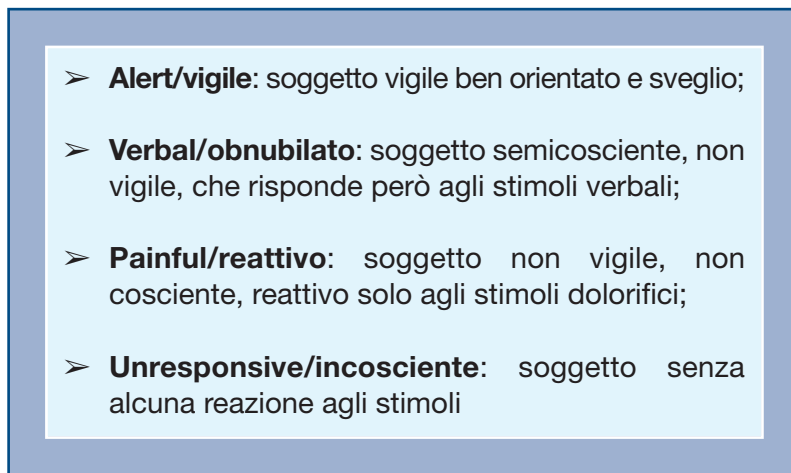 ➢ Alert/vigile: soggetto vigile ben orientato e sveglio;
➢ Verbal/obnubilato: soggetto semicosciente, non
vigile, che risponde però agli stimoli verbali;
➢ Painful/reattivo: soggetto non vigile, non
cosciente, reattivo solo agli stimoli dolorifici;
➢ Unresponsive/incosciente: soggetto senza
alcuna reazione agli stimoli